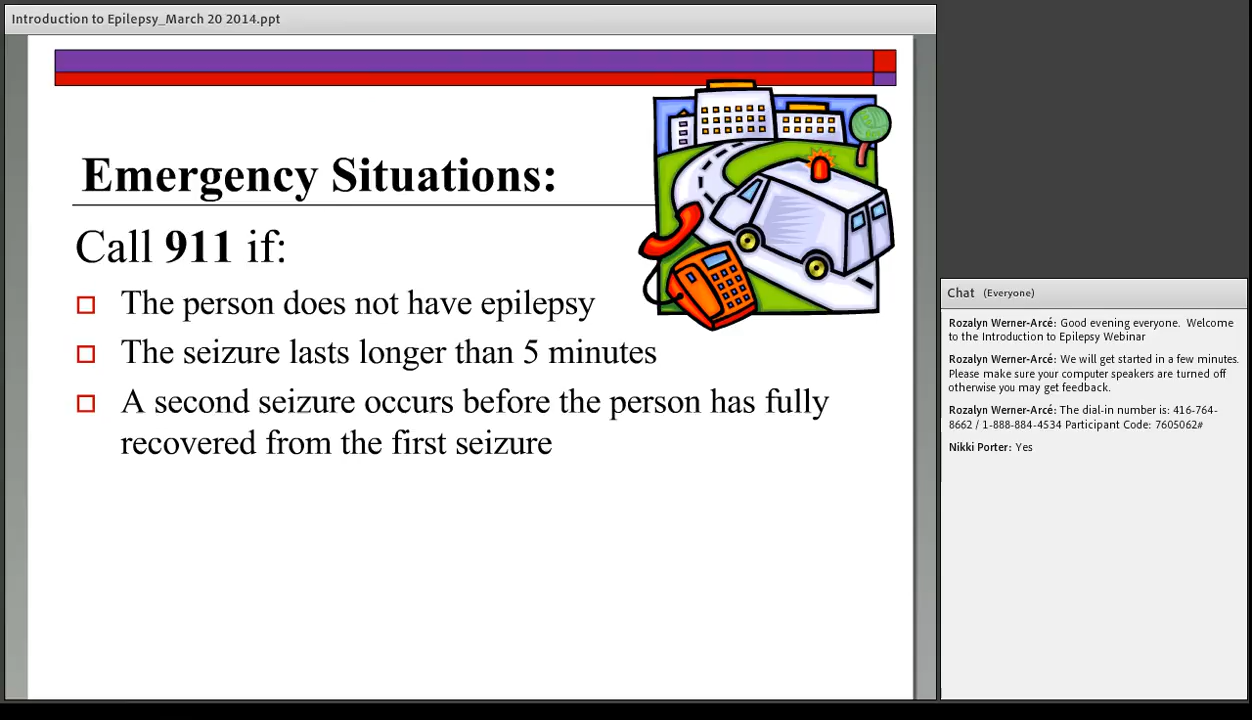 Introduction to Epilepsy_March 20 2014.ppt
Emergency Situations:
Call 911 if:
The person does not have epilepsy
The seizure lasts longer than 5 minutes
A second seizure occurs before the person has fully
recovered from the first seizure
Chat (Everyone)
Rozalyn Werner-Arcé: Good evening everyone. Welcome
to the Introduction to Epilepsy Webinar
Rozalyn Werner-Arcé: We will get started in a few minutes.
Please make sure your computer speakers are turned off
otherwise you may get feedback.
Rozalyn Werner-Arcé: The dial-in number is: 416-764-
8662 / 1-888-884-4534 Participant Code: 7605062#
Nikki Porter: Yes